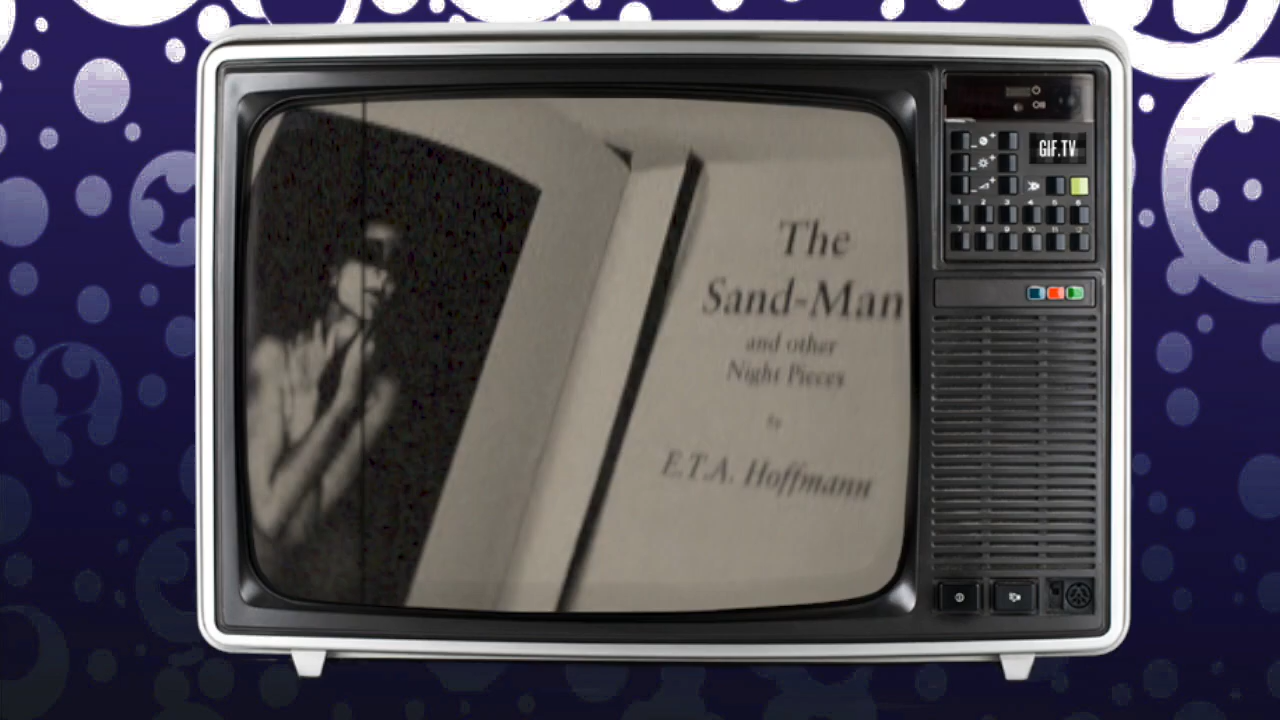 The
Sand-Man
and other
Night Pieces
by
E.T.A. Hoffmann
GIF.TV